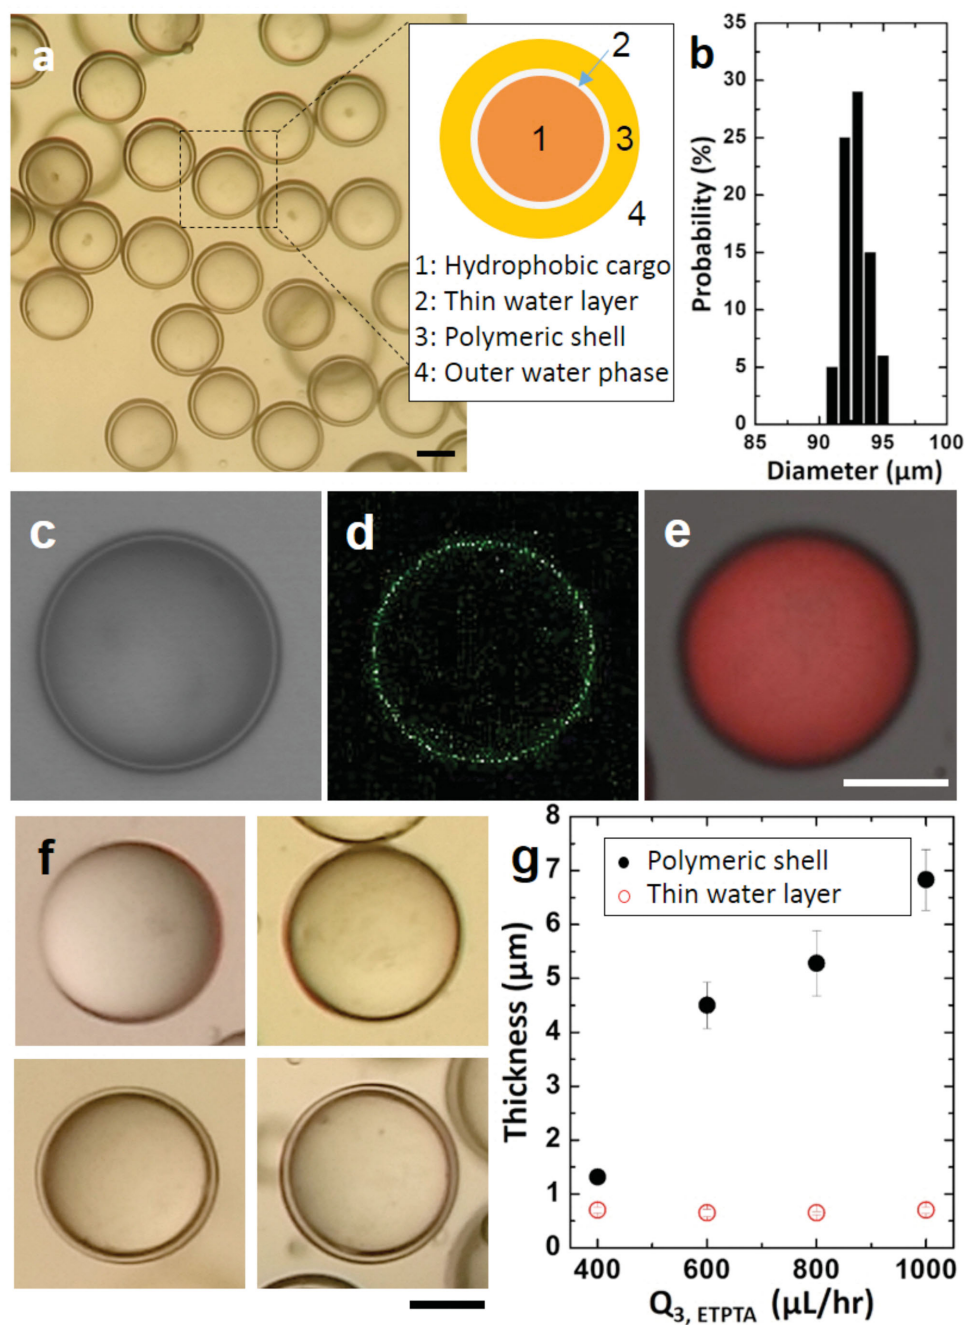 a
1
2
3
4
1: Hydrophobic cargo
2: Thin water layer
3: Polymeric shell
4: Outer water phase
b
35
30
25
20
15
10
5
0
85 90 95 100
Probability (%)
Diameter (μm)
c
d
e
f
g
8
7
6
5
4
3
2
1
0
Polymeric shell
Thin water layer
Thickness (μm)
400 600 800 1000
Q3, ETPTA (μL/hr)